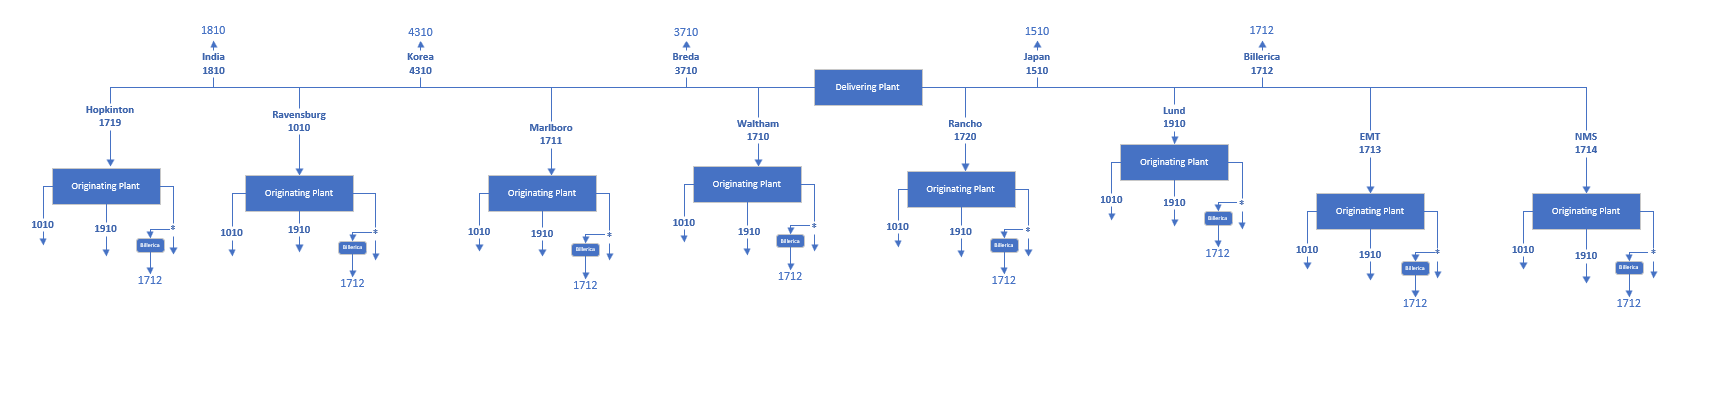 1810
4310
3710
1510
1712
India
1810
Korea
4310
Breda
3710
Japan
1510
Billerica
1712
Delivering Plant
Hopkinton
1719
Ravensburg
1010
Marlboro
1711
Waltham
1710
Rancho
1720
Lund
1910
EMT
1713
NMS
1714
Originating Plant
1010
1910
*
Billerica
1712
Originating Plant
1010
1910
*
Billerica
1712
Originating Plant
1010
1910
*
Billerica
1712
Originating Plant
1010
1910
*
Billerica
1712
Originating Plant
1010
1910
*
Billerica
1712
Originating Plant
1010
1910
*
Billerica
1712
Originating Plant
1010
1910
*
Billerica
1712
Originating Plant
1010
1910
*
Billerica
1712